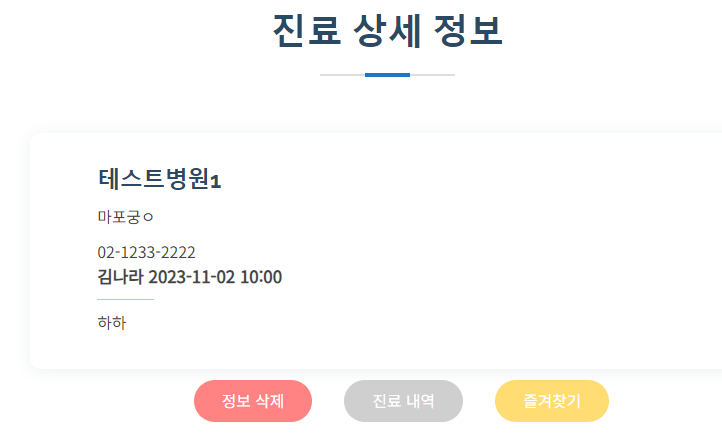 진료 상세 정보
테스트병원1
마포궁ㅇ
02-1233-2222
김나라 2023-11-02 10:00
하하
정보 삭제
진료 내역
즐겨찾기